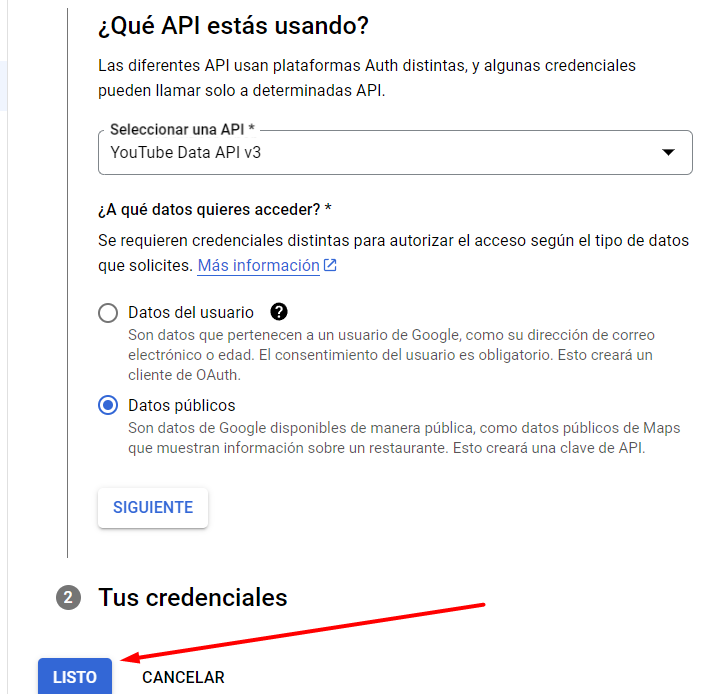 ¿Qué API estás usando?
Las diferentes API usan plataformas Auth distintas, y algunas credenciales
pueden llamar solo a determinadas API.
Seleccionar una API *
YouTube Data API v3
¿A qué datos quieres acceder? *
Se requieren credenciales distintas para autorizar el acceso según el tipo de datos
que solicites. Más información
Datos del usuario ?
Son datos que pertenecen a un usuario de Google, como su dirección de correo
electrónico o edad. El consentimiento del usuario es obligatorio. Esto creará un
cliente de OAuth.
Datos públicos
Son datos de Google disponibles de manera pública, como datos públicos de Maps
que muestran información sobre un restaurante. Esto creará una clave de API.
SIGUIENTE
2 Tus credenciales
LISTO CANCELAR